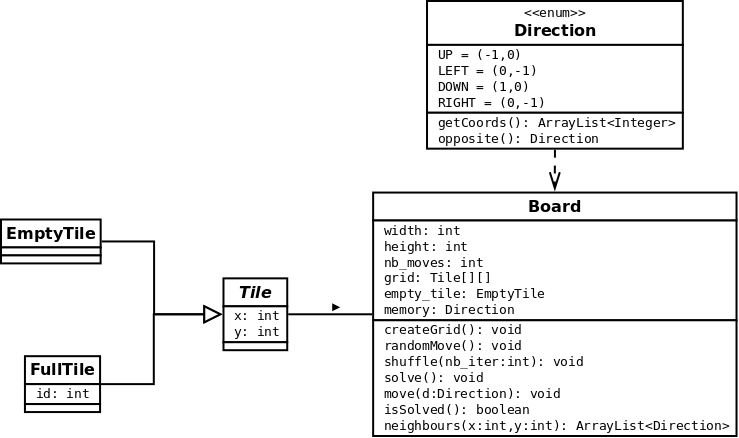 <<enum>>
Direction
UP = (-1,0)
LEFT = (0,-1)
DOWN = (1,0)
RIGHT = (0,-1)
getCoords(): ArrayList<Integer>
opposite(): Direction
EmptyTile
FullTile
id: int
Tile
x: int
y: int
Board
width: int
height: int
nb_moves: int
grid: Tile[][]
empty_tile: EmptyTile
memory: Direction
createGrid(): void
randomMove(): void
shuffle(nb_iter:int): void
solve(): void
move(d:Direction): void
isSolved(): boolean
neighbours(x:int,y:int): ArrayList<Direction>